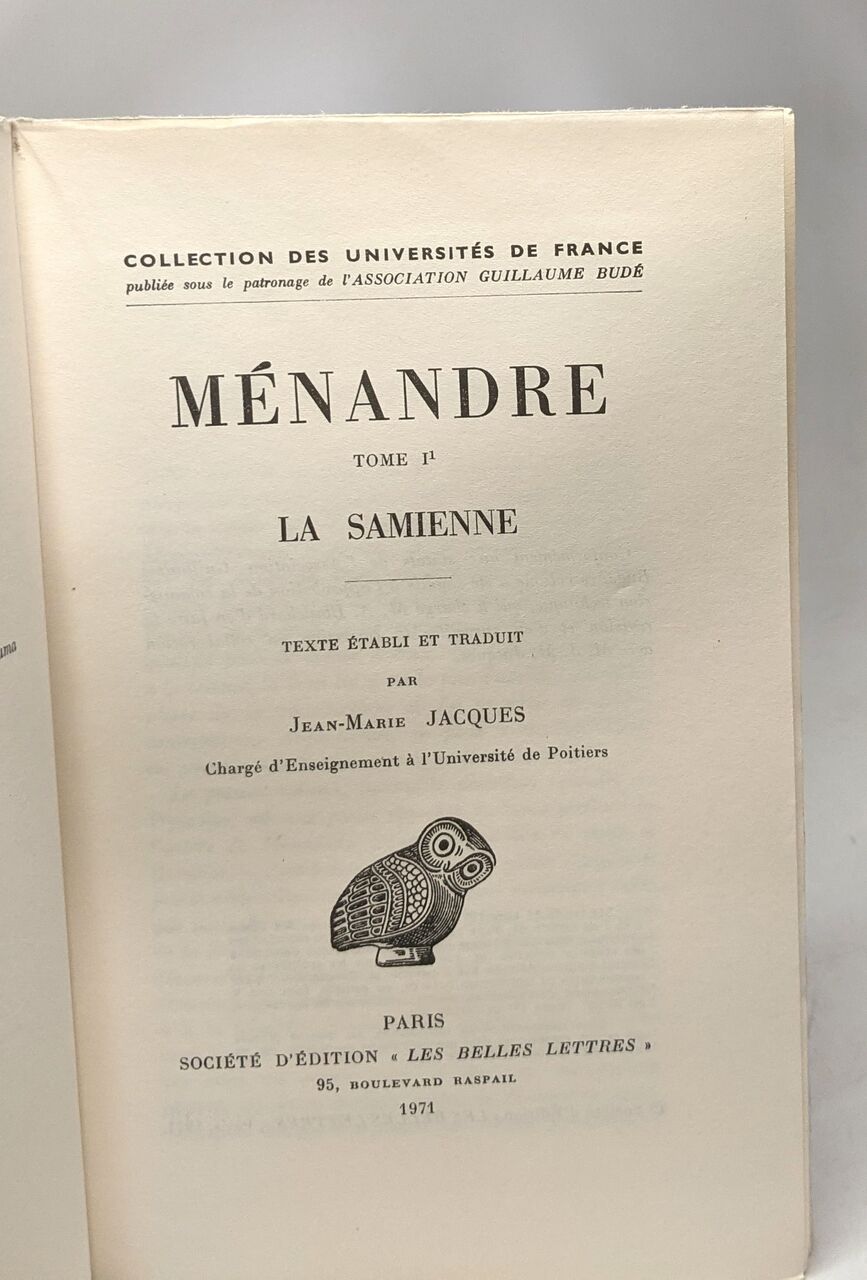 COLLECTION DES UNIVERSITÉS DE FRANCE
publiée sous le patronage de l'ASSOCIATION GUILLAUME BUDÉ
MÉNANDRE
TOME I¹
LA SAMIENNE
TEXTE ÉTABLI ET TRADUIT
PAR
JEAN-MARIE JACQUES
Chargé d'Enseignement à l'Université de Poitiers
PARIS
SOCIÉTÉ D'ÉDITION « LES BELLES LETTRES »
95, BOULEVARD RASPAIL
1971